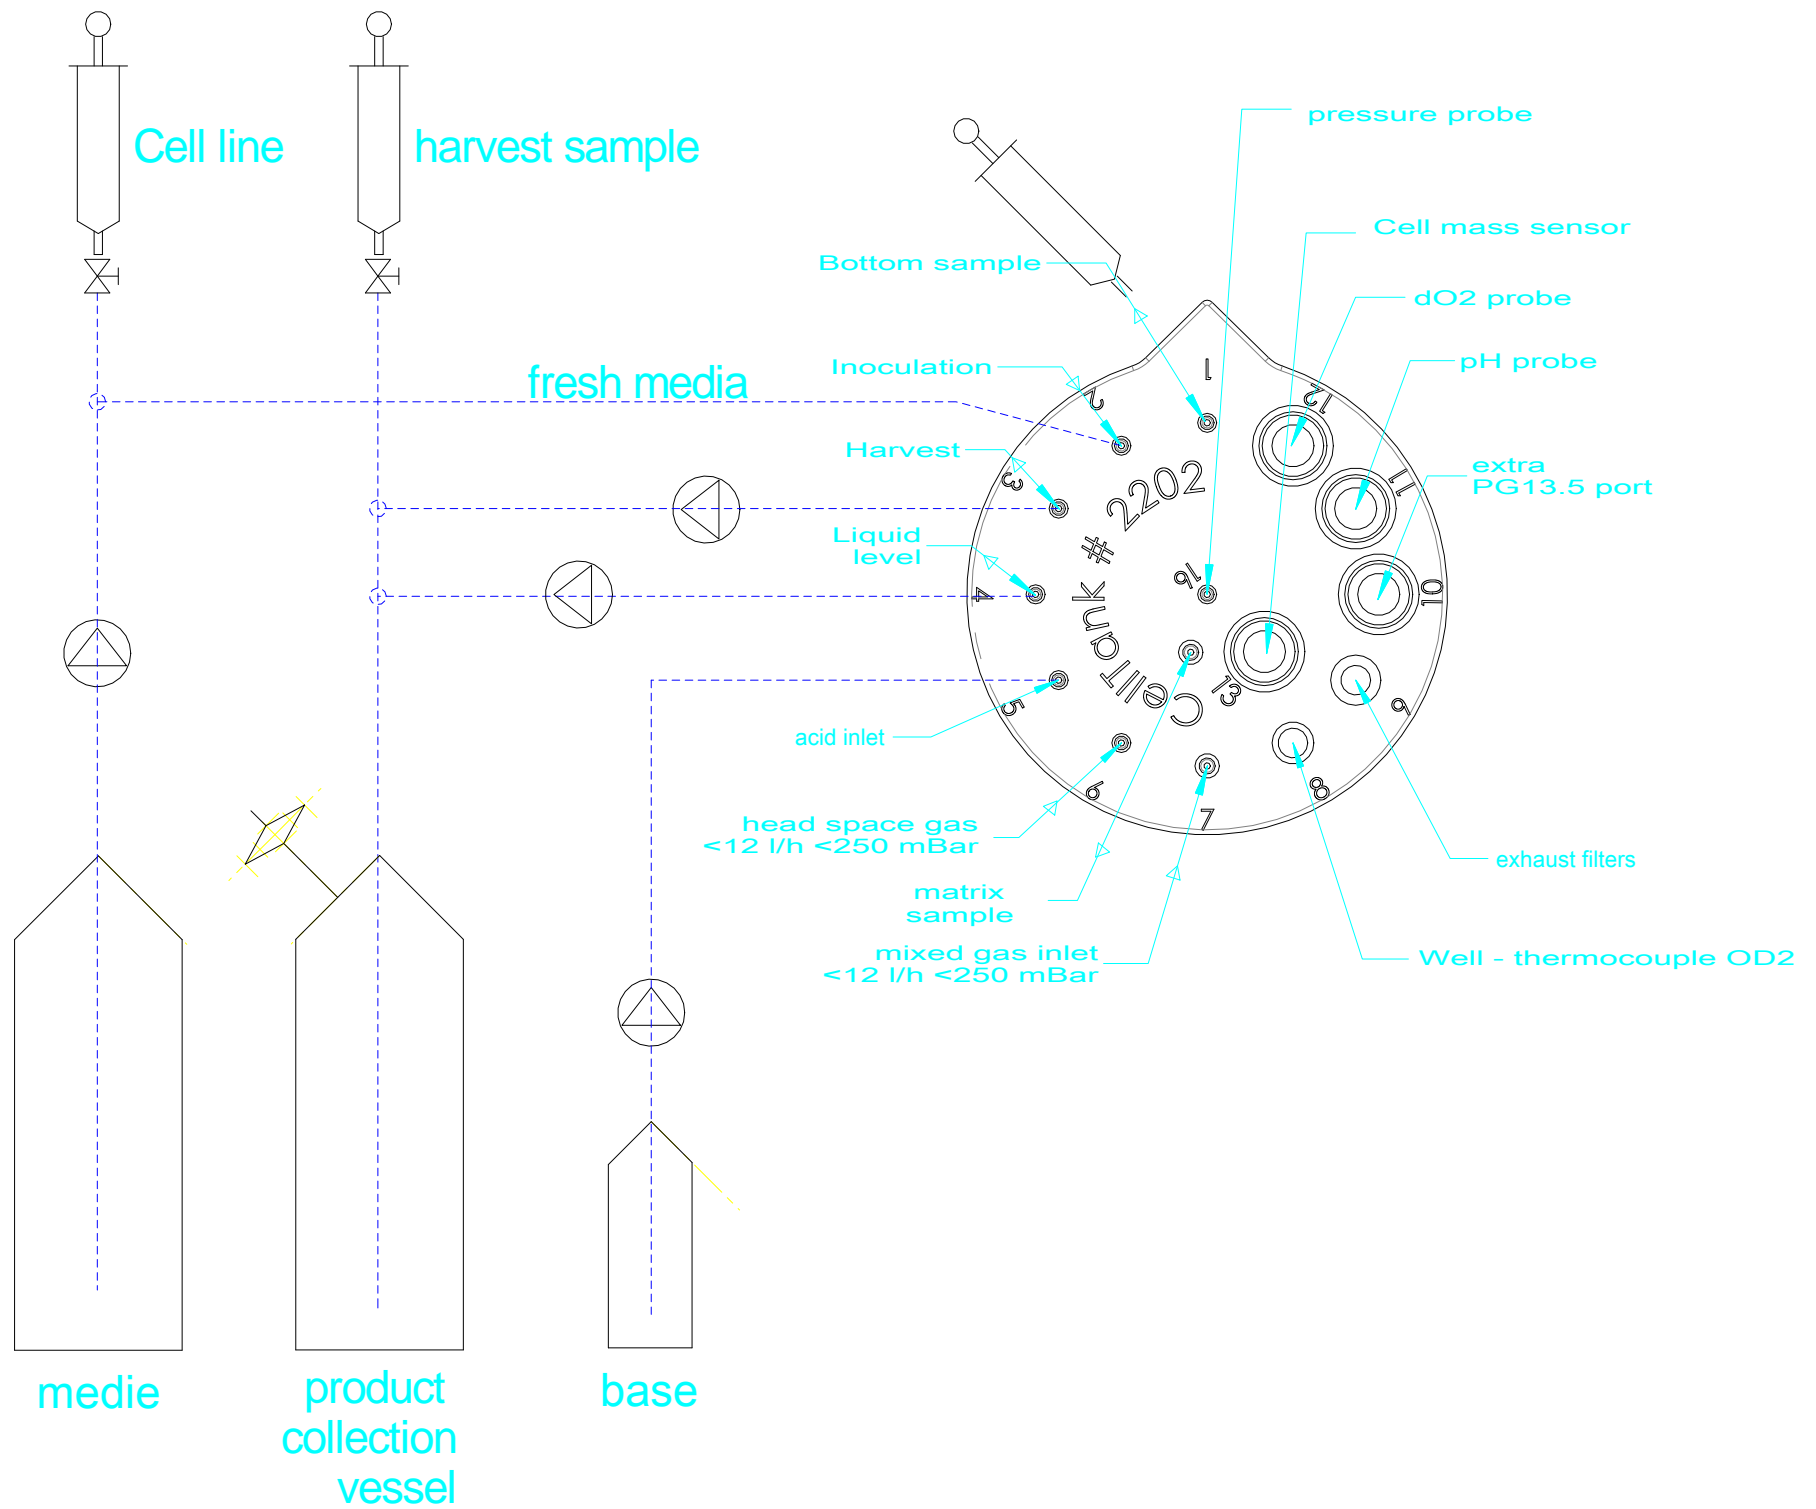 Cell line
harvest sample
pressure probe
Cell mass sensor
Bottom sample
dO2 probe
Inoculation
pH probe
fresh media
Harvest
extra
PG13.5 port
Liquid
level
acid inlet
head space gas
<12 l/h <250 mBar
matrix
sample
mixed gas inlet
<12 l/h <250 mBar
exhaust filters
Well - thermocouple OD2
1
2
3
4
5
6
7
8
9
10
11
12
13
16
CellTank # 2202
medie
product
collection
vessel
base